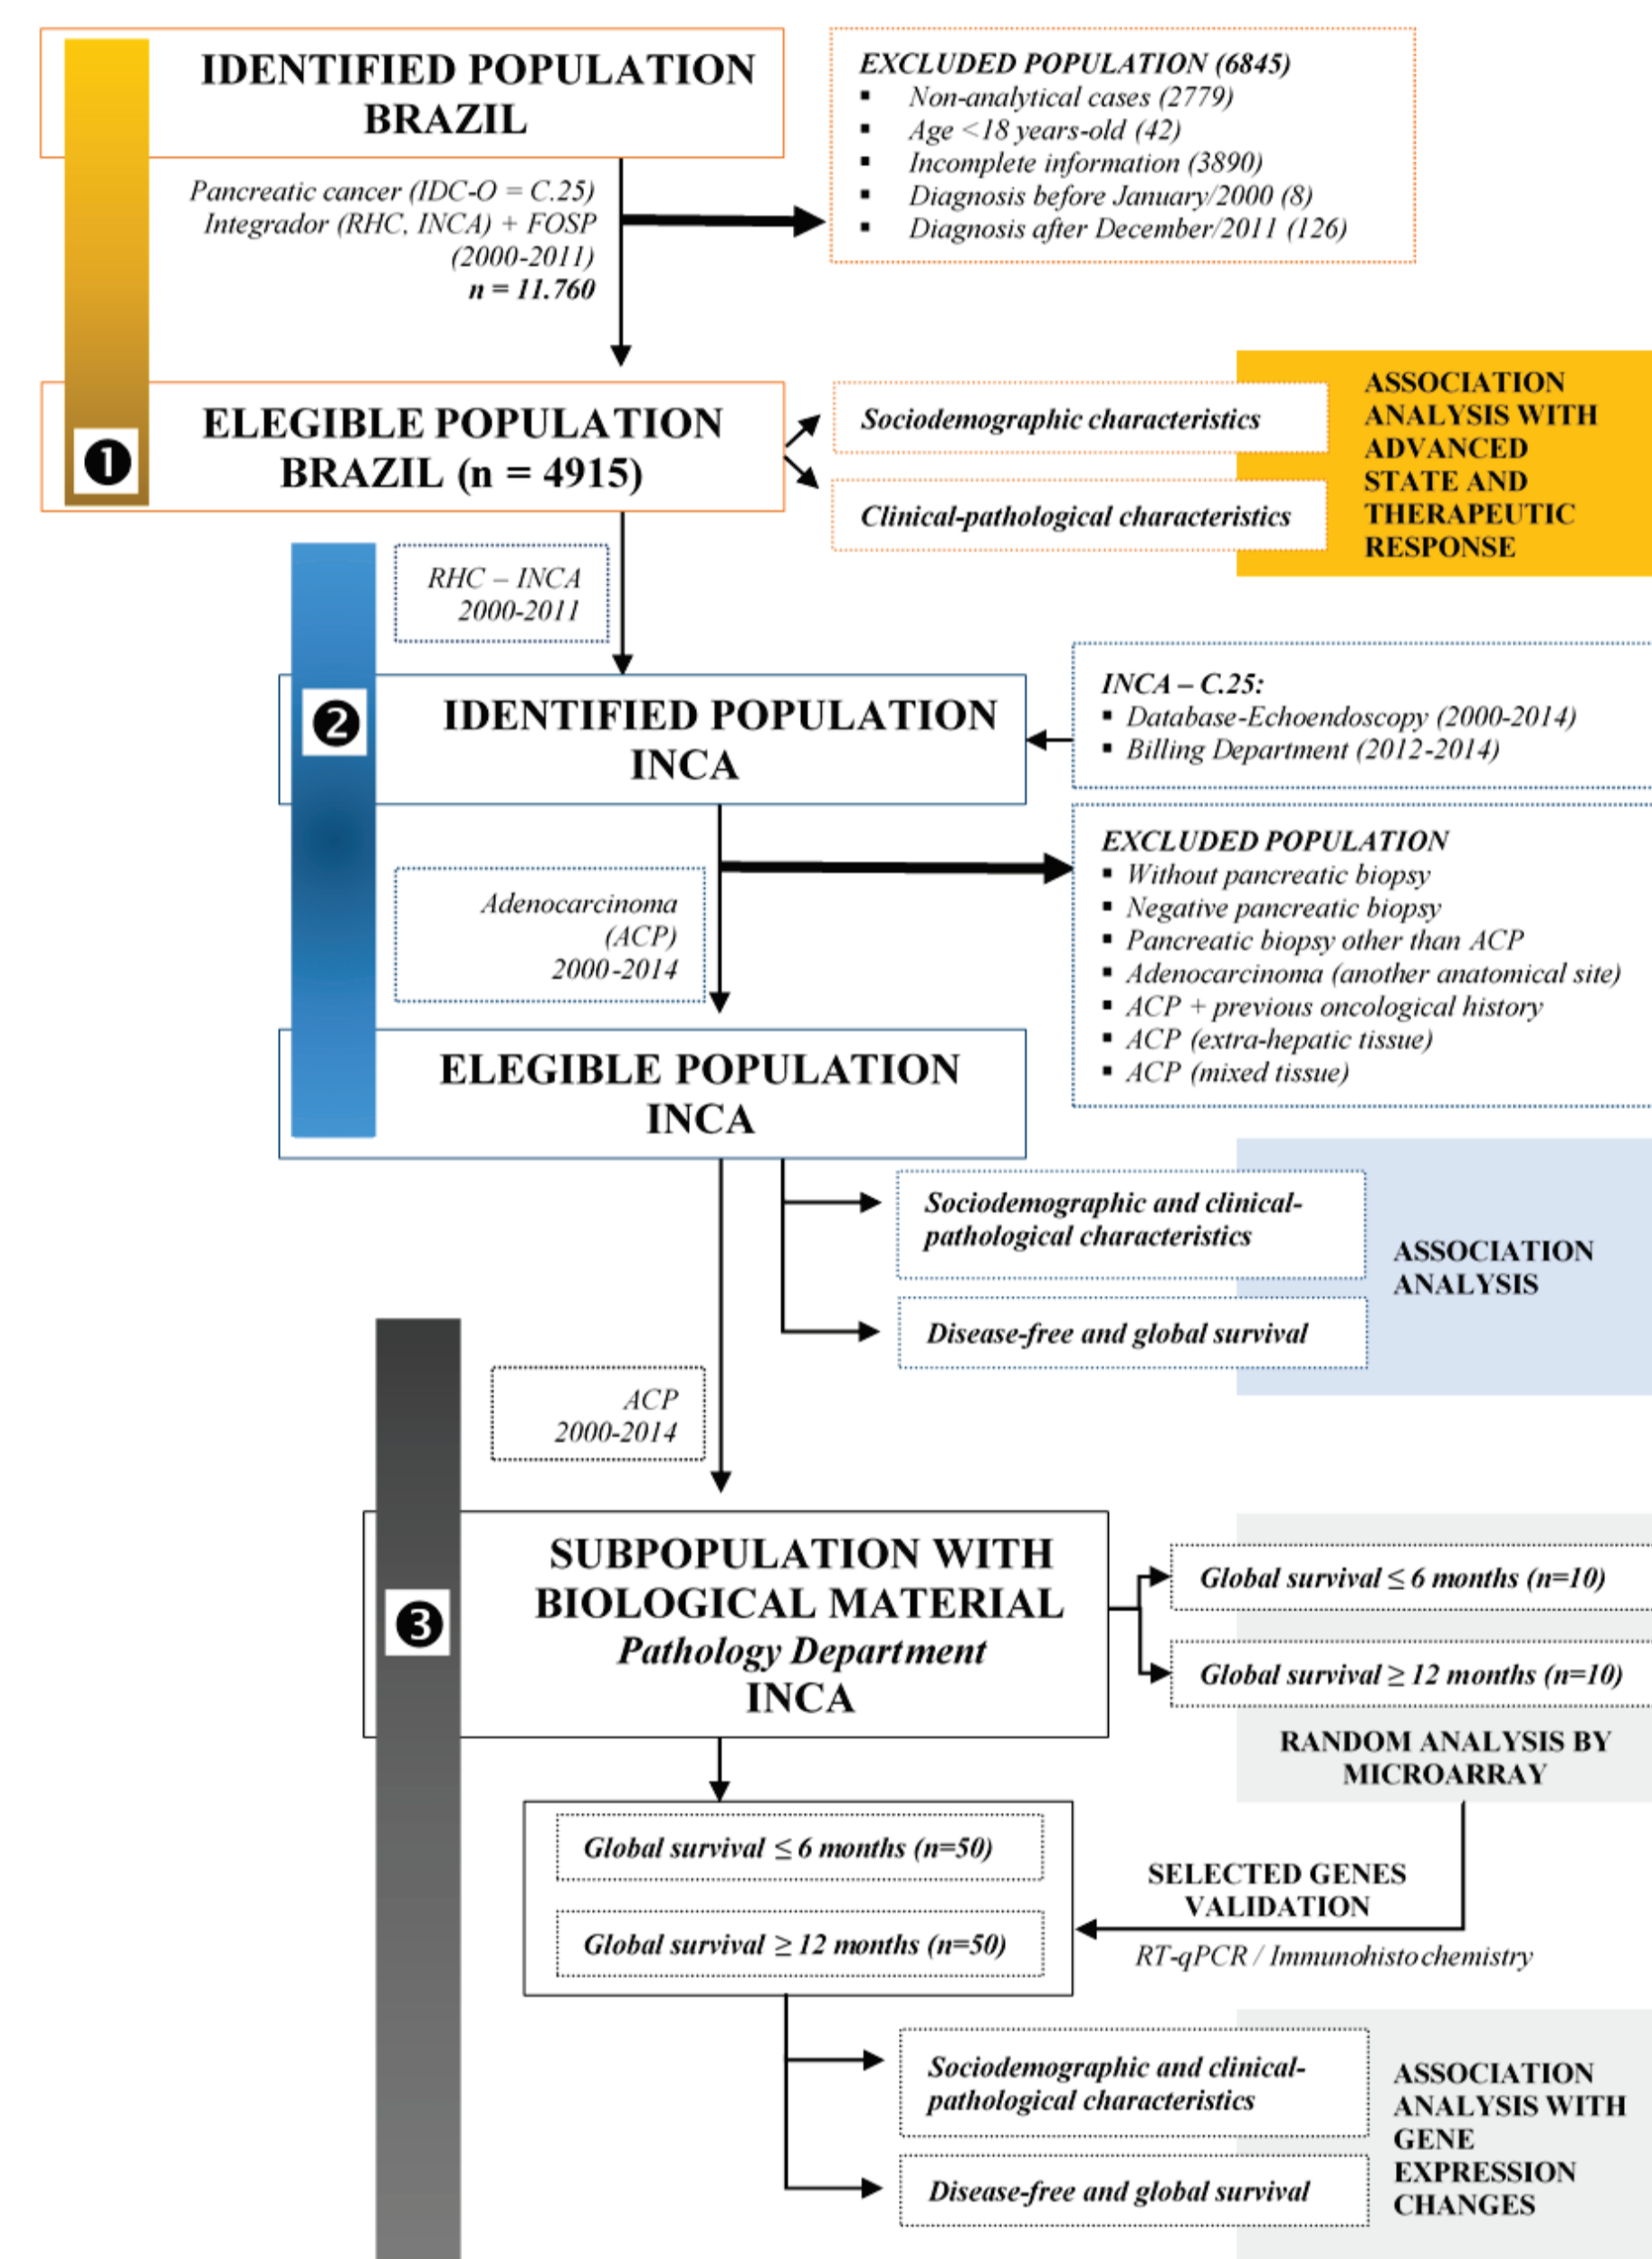 IDENTIFIED POPULATION
BRAZIL
EXCLUDED POPULATION (6845)
▪ Non-analytical cases (2779)
▪ Age <18 years-old (42)
▪ Incomplete information (3890)
▪ Diagnosis before January/2000 (8)
▪ Diagnosis after December/2011 (126)
Pancreatic cancer (IDC-O = C.25)
Integrador (RHC, INCA) + FOSP
(2000-2011)
n = 11.760
❶
ELEGIBLE POPULATION
BRAZIL (n = 4915)
Sociodemographic characteristics
Clinical-pathological characteristics
ASSOCIATION
ANALYSIS WITH
ADVANCED
STATE AND
THERAPEUTIC
RESPONSE
RHC – INCA
2000-2011
❷
IDENTIFIED POPULATION
INCA
INCA – C.25:
▪ Database-Echoendoscopy (2000-2014)
▪ Billing Department (2012-2014)
EXCLUDED POPULATION
▪ Without pancreatic biopsy
▪ Negative pancreatic biopsy
▪ Pancreatic biopsy other than ACP
▪ Adenocarcinoma (another anatomical site)
▪ ACP + previous oncological history
▪ ACP (extra-hepatic tissue)
▪ ACP (mixed tissue)
Adenocarcinoma
(ACP)
2000-2014
ELEGIBLE POPULATION
INCA
Sociodemographic and clinical-
pathological characteristics
Disease-free and global survival
ASSOCIATION
ANALYSIS
ACP
2000-2014
❸
SUBPOPULATION WITH
BIOLOGICAL MATERIAL
Pathology Department
INCA
Global survival ≤ 6 months (n=10)
Global survival ≥ 12 months (n=10)
RANDOM ANALYSIS BY
MICROARRAY
Global survival ≤ 6 months (n=50)
Global survival ≥ 12 months (n=50)
SELECTED GENES
VALIDATION
RT-qPCR / Immunohistochemistry
Sociodemographic and clinical-
pathological characteristics
Disease-free and global survival
ASSOCIATION
ANALYSIS WITH
GENE
EXPRESSION
CHANGES